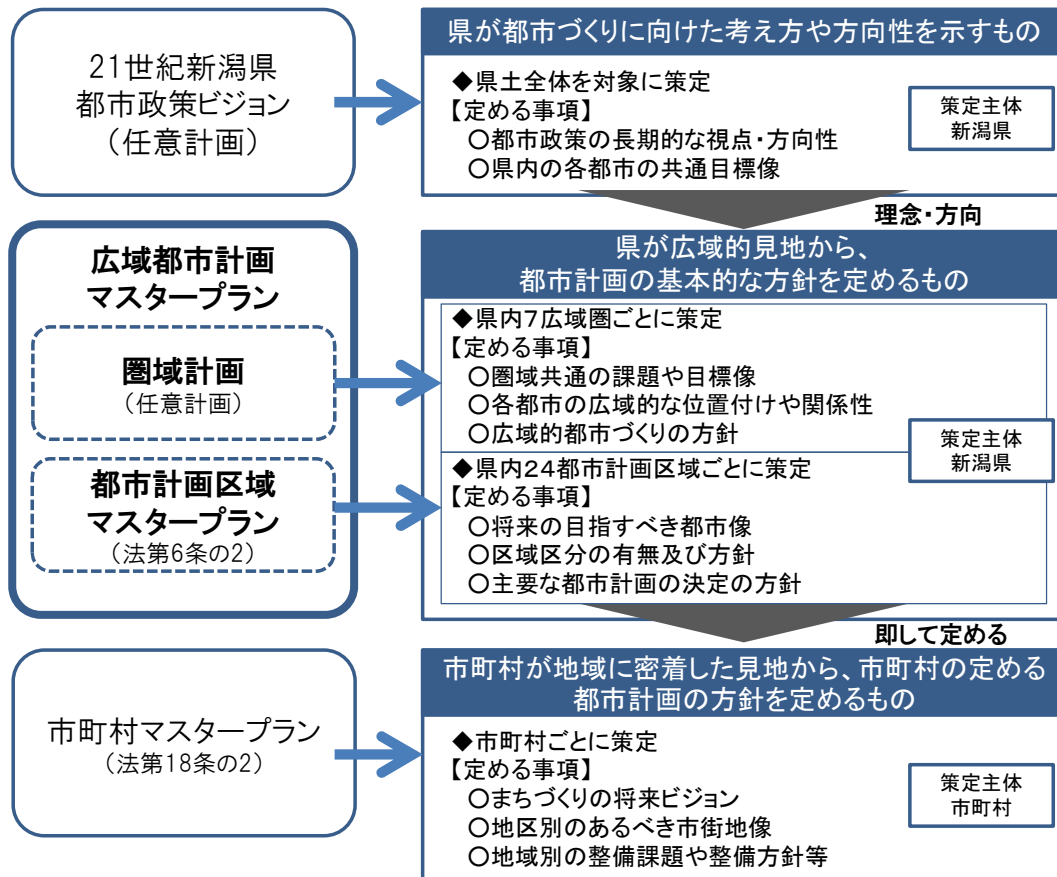 21世紀新潟県
都市政策ビジョン
（任意計画）
県が都市づくりに向けた考え方や方向性を示すもの
◆県土全体を対象に策定
【定める事項】
○都市政策の長期的な視点・方向性
○県内の各都市の共通目標像
策定主体
新潟県
理念・方向
広域都市計画
マスタープラン
圏域計画
（任意計画）
都市計画区域
マスタープラン
（法第6条の2）
県が広域的見地から、
都市計画の基本的な方針を定めるもの
◆県内7広域圏ごとに策定
【定める事項】
○圏域共通の課題や目標像
○各都市の広域的な位置付けや関係性
○広域的都市づくりの方針
◆県内24都市計画区域ごとに策定
【定める事項】
○将来の目指すべき都市像
○区域区分の有無及び方針
○主要な都市計画の決定の方針
策定主体
新潟県
即して定める
市町村マスタープラン
（法第18条の2）
市町村が地域に密着した見地から、市町村の定める
都市計画の方針を定めるもの
◆市町村ごとに策定
【定める事項】
○まちづくりの将来ビジョン
○地区別のあるべき市街地像
○地域別の整備課題や整備方針等
策定主体
市町村